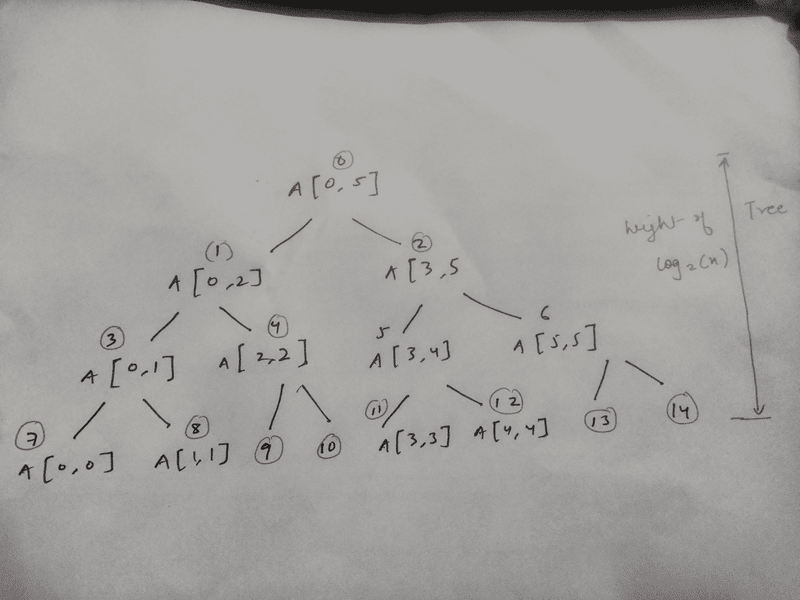 0
A [0, 5]
Tree
height of
log₂(n)
(1)
A [0,2]
2
A [3,5
3
A [0,1]
4
A [2,2]
5
A [3,4]
6
A [5,5]
7
A [0,0]
8
A[1,1]
9
10
11
A[3,3]
12
A[4,4]
13
14